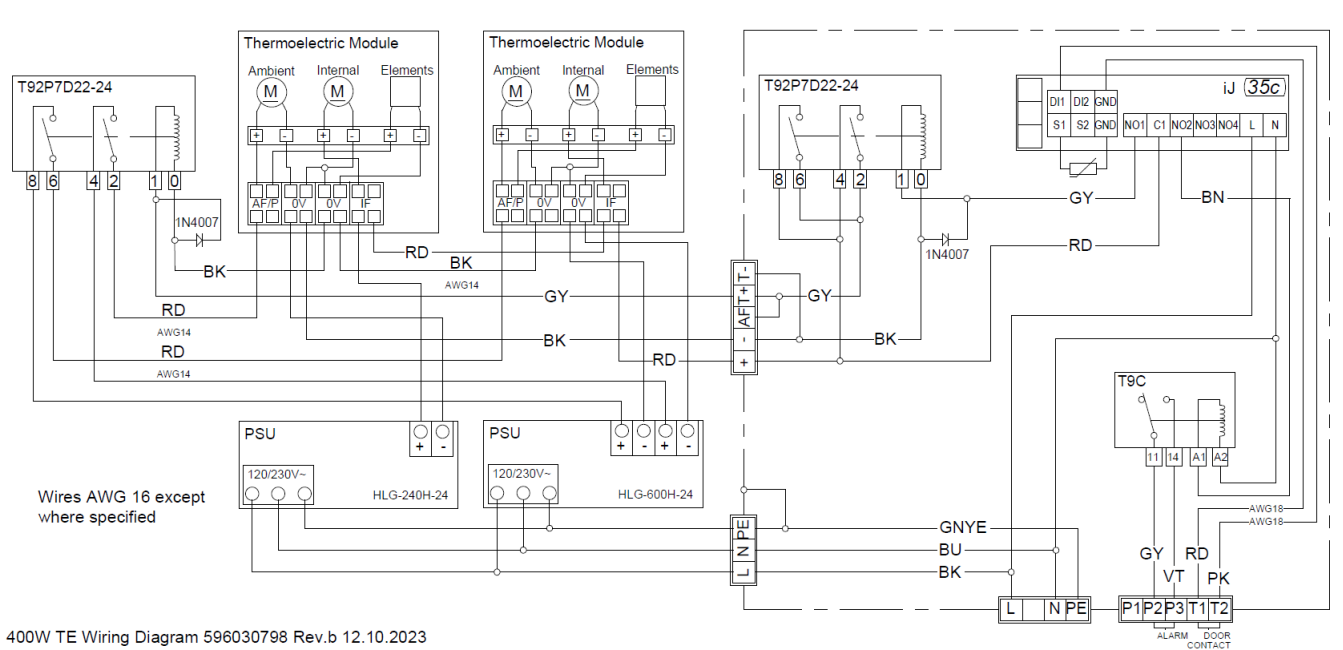 Thermoelectric Module
Ambient Internal Elements
M M
+ - + - + -
AF/P 0V 0V IF
Thermoelectric Module
Ambient Internal Elements
M M
+ - + - + -
AF/P 0V 0V IF
T92P7D22-24
8 6 4 2 1 0
1N4007
T92P7D22-24
8 6 4 2 1 0
1N4007
iJ 35c
DI1 DI2 GND
S1 S2 GND NO1 C1 NO2 NO3 NO4 L N
GY
BN
RD
RD
BK
BK
AWG14
GY
GY
RD
AWG14
BK
BK
RD
AWG14
RD
T- T+ AF - +
T9C
11 14 A1 A2
PSU
+ -
120/230V~
HLG-240H-24
PSU
+ - + -
120/230V~
HLG-600H-24
Wires AWG 16 except
where specified
AWG18
AWG18
PE N L
GNYE
BU
BK
GY RD
VT PK
L N PE
P1 P2 P3 T1 T2
ALARM DOOR
CONTACT
400W TE Wiring Diagram 596030798 Rev.b 12.10.2023